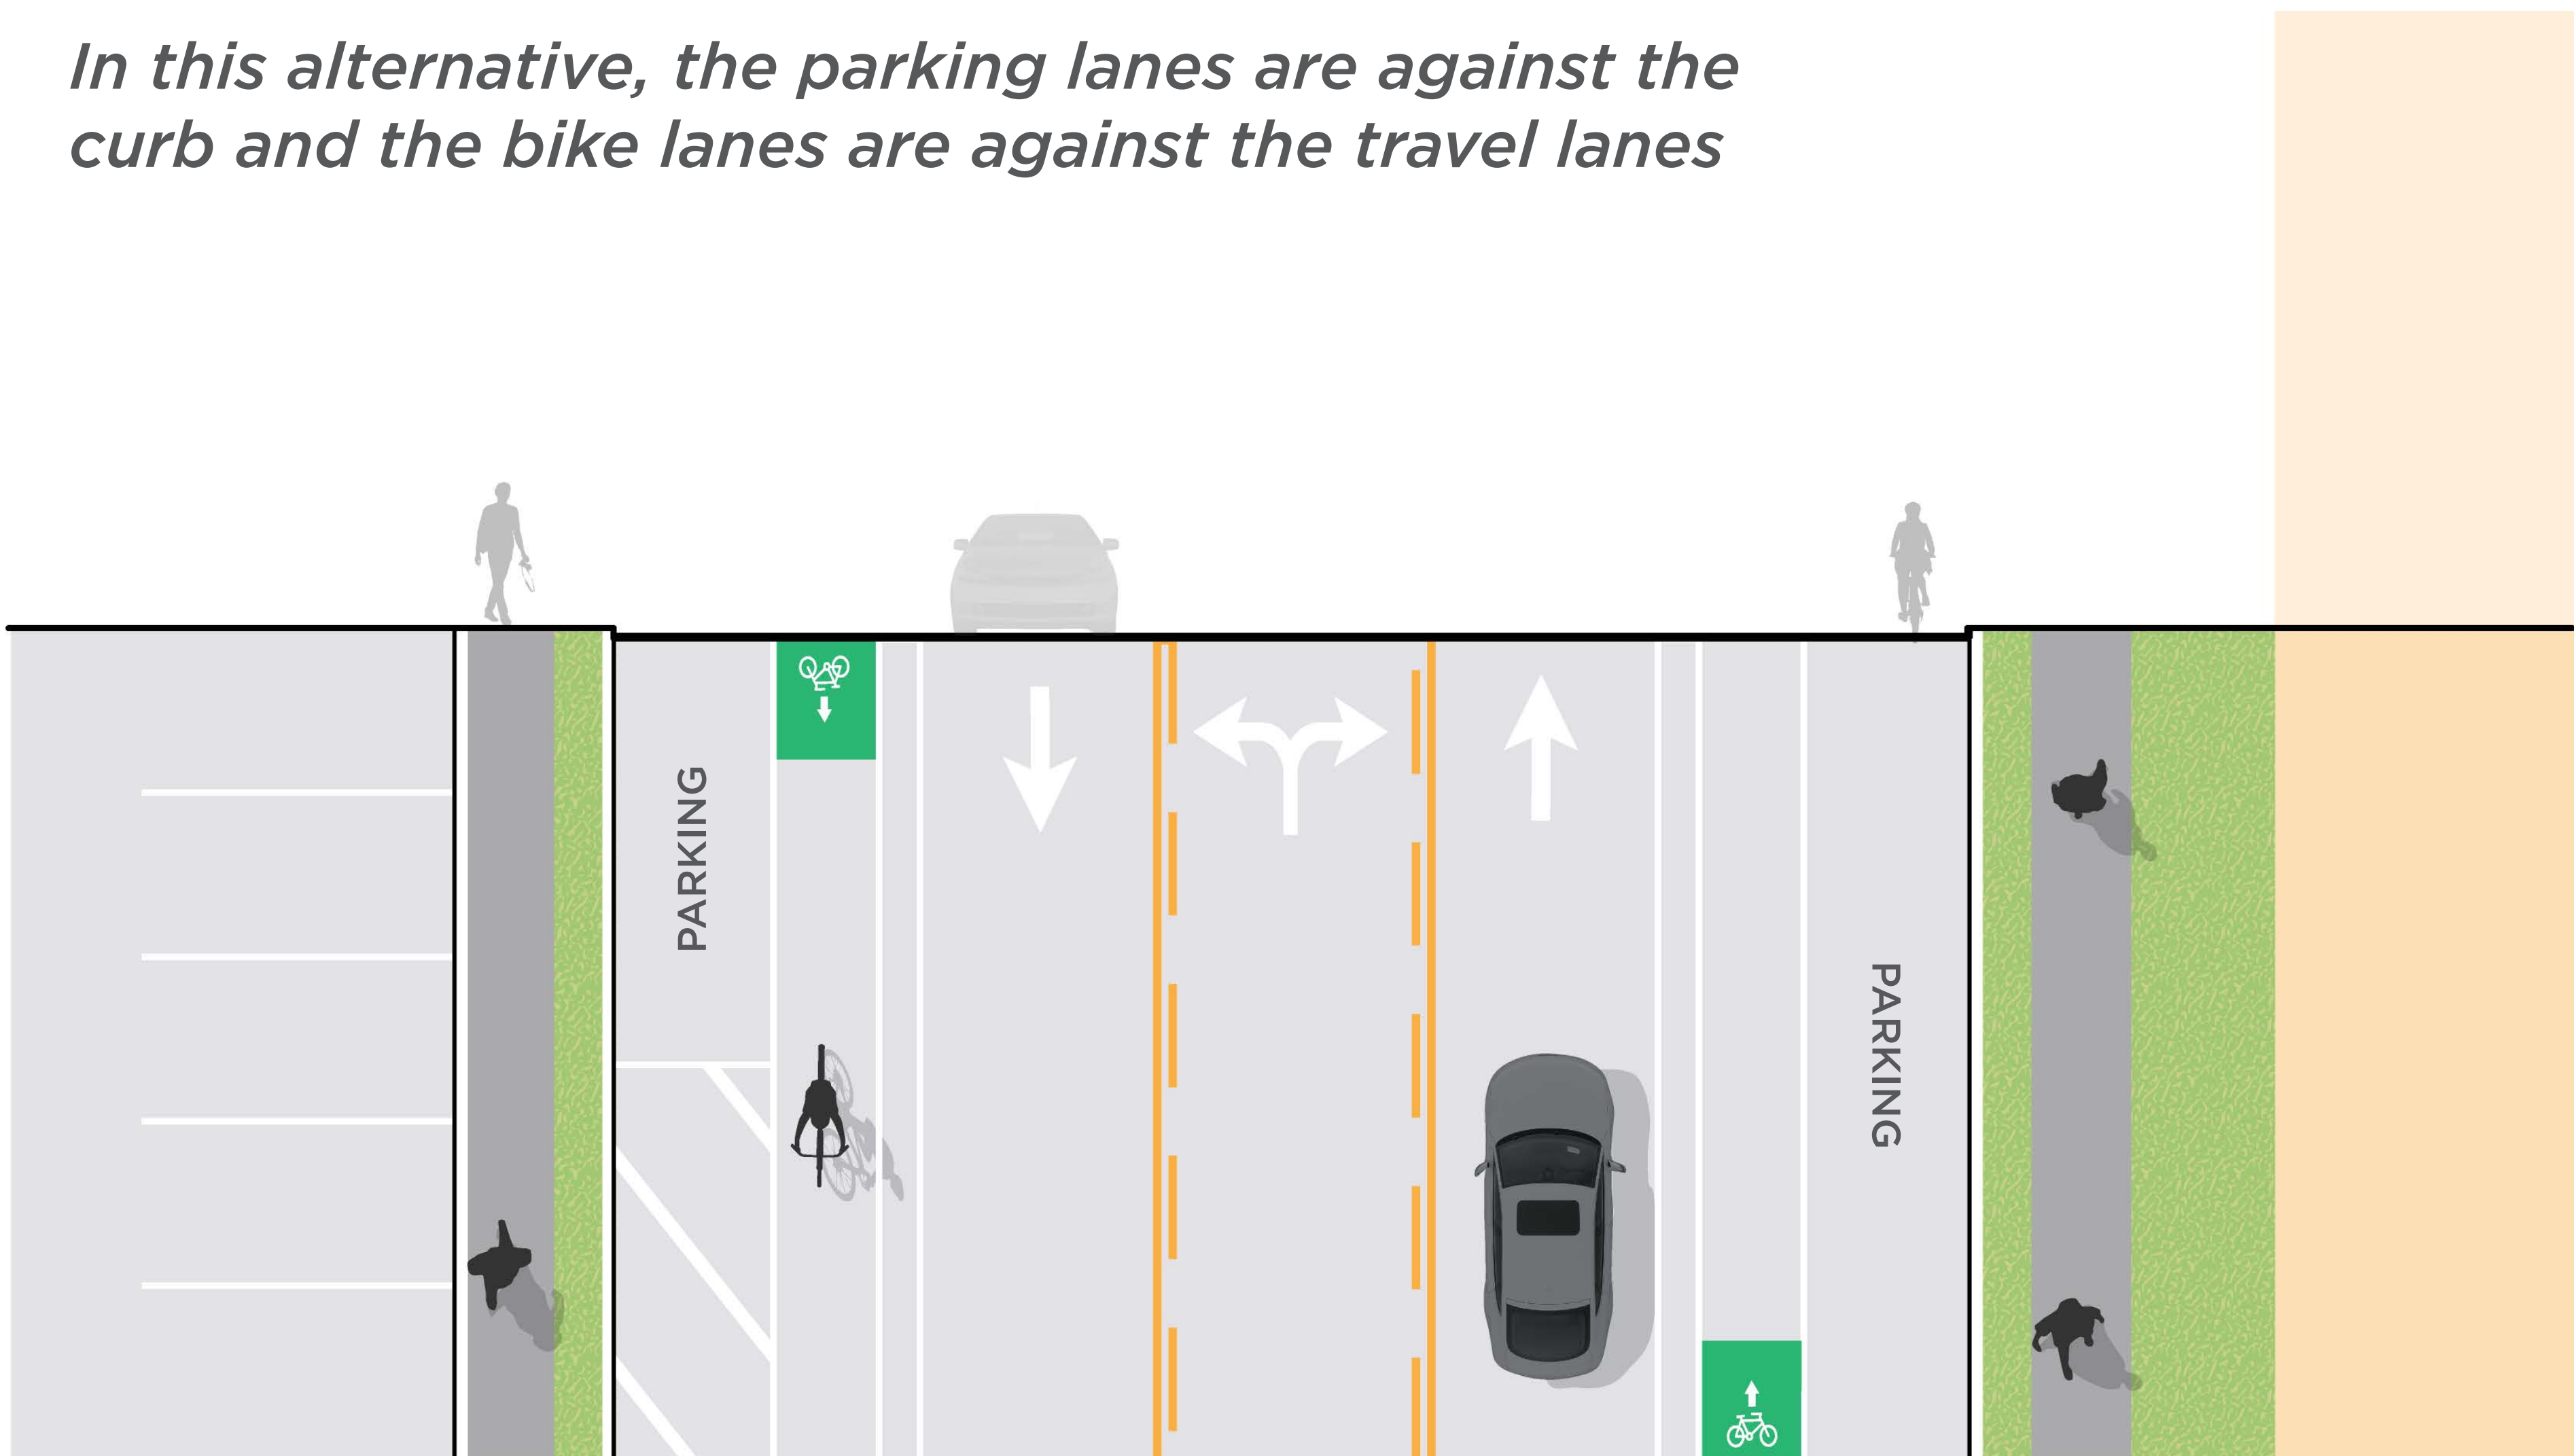 In this alternative, the parking lanes are against the
curb and the bike lanes are against the travel lanes
PARKING
PARKING